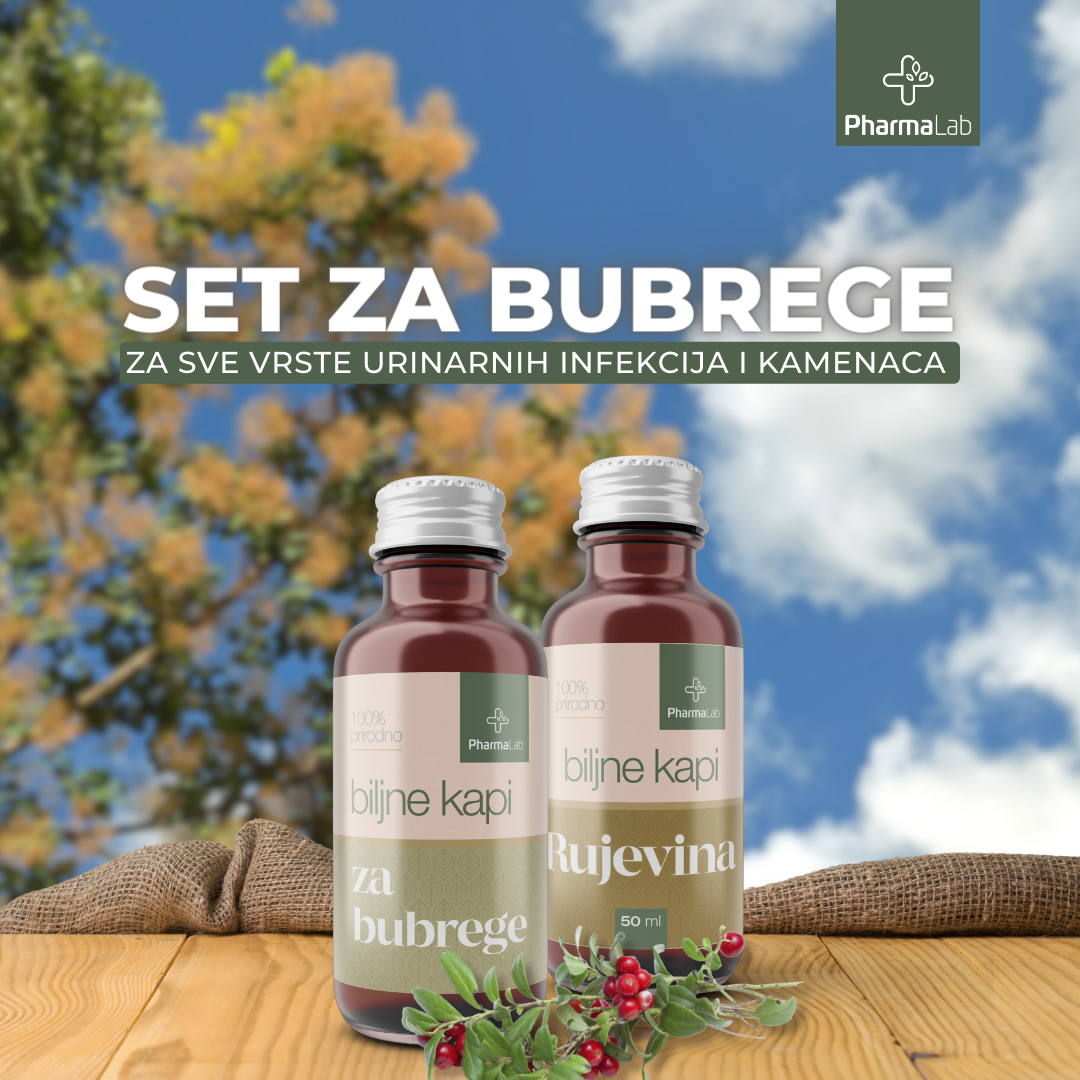 PharmaLab
SET ZA BUBREGE
ZA SVE VRSTE URINARNIH INFEKCIJA I KAMENACA
100%
prirodno
PharmaLab
biljne kapi
za
bubrege
100%
prirodno
PharmaLab
biljne kapi
Rujevina
50 ml